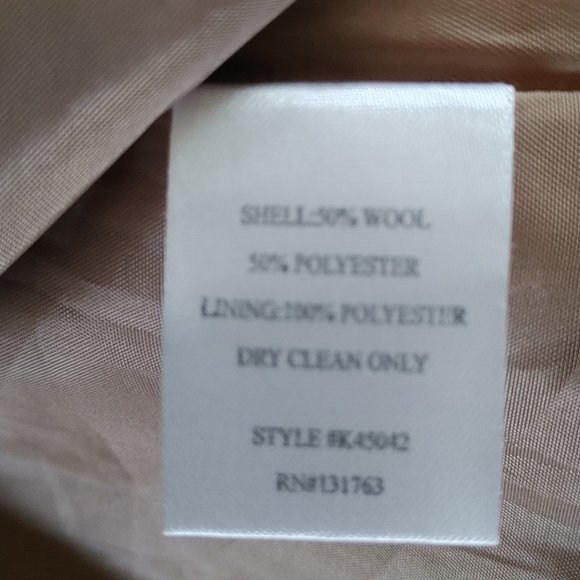 SHELL:50% WOOL
50% POLYESTER
LINING:100% POLYESTER
DRY CLEAN ONLY
STYLE #K45042
RN#131763